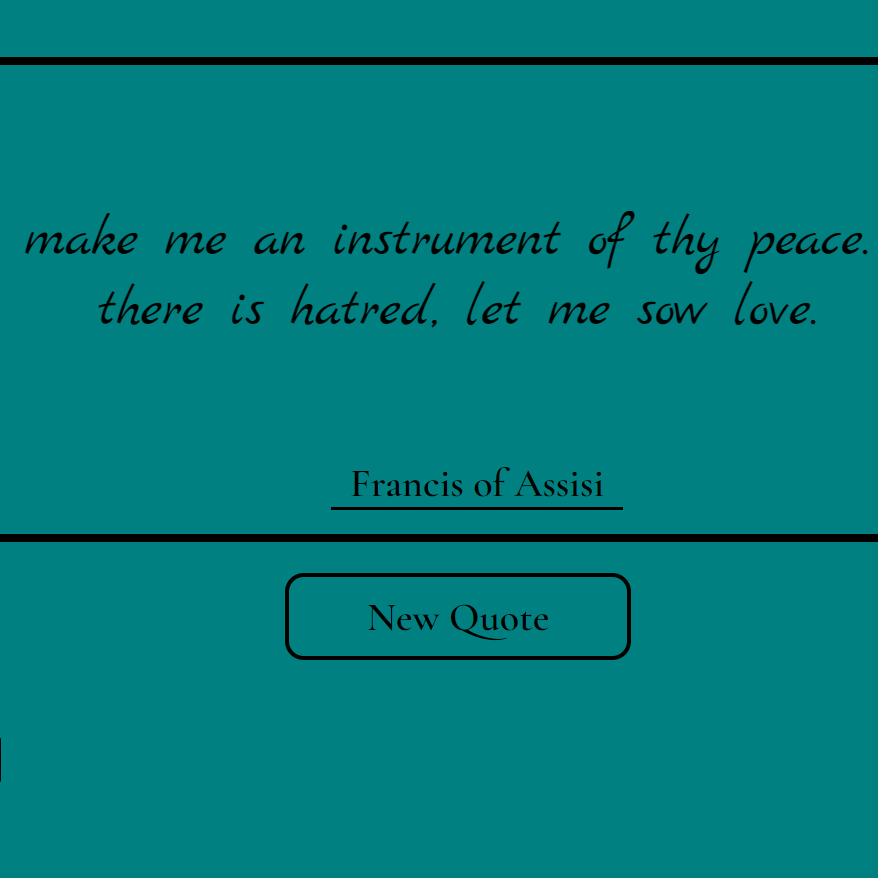 make me an instrument of thy peace.
there is hatred, let me sow love.
Francis of Assisi
New Quote